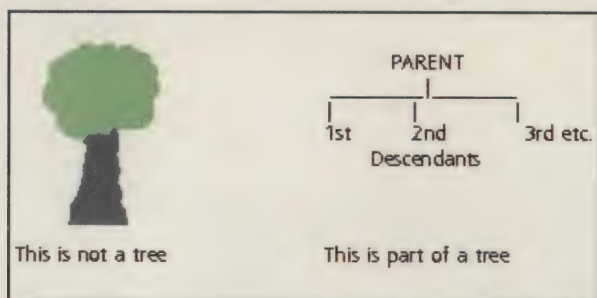 PARENT
1st 2nd 3rd etc.
Descendants
This is not a tree This is part of a tree